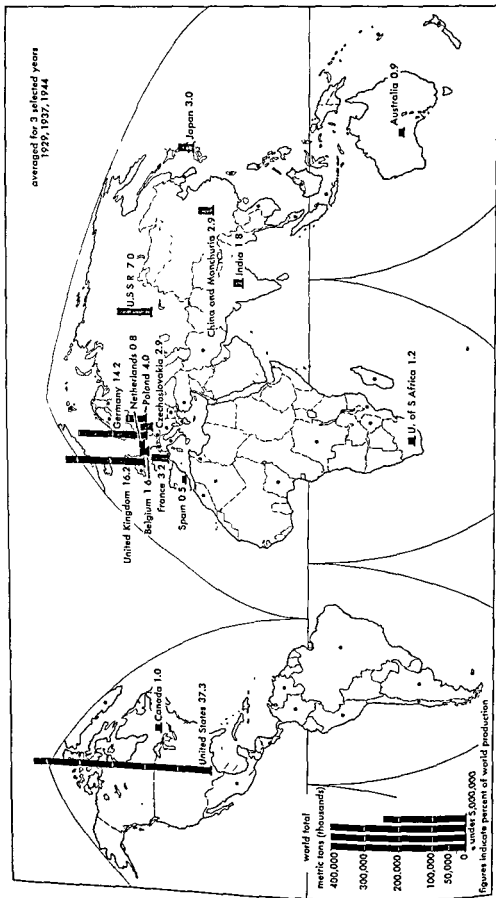 averaged for 3 selected years
1929, 1937, 1944
Canada 1.0
United States 37.3
United Kingdom 16.2
Germany 14.2
Netherlands 0.8
Belgium 1.6
Poland 4.0
France 3.2
Czechoslovakia 2.9
Spain 0.5
U.S.S.R. 7.0
China and Manchuria 2.9
Japan 3.0
India 1.8
U. of S Africa 1.2
Australia 0.9
world total
metric tons (thousands)
400,000
300,000
200,000
100,000
50,000
0
• under 5,000,000
figures indicate percent of world production